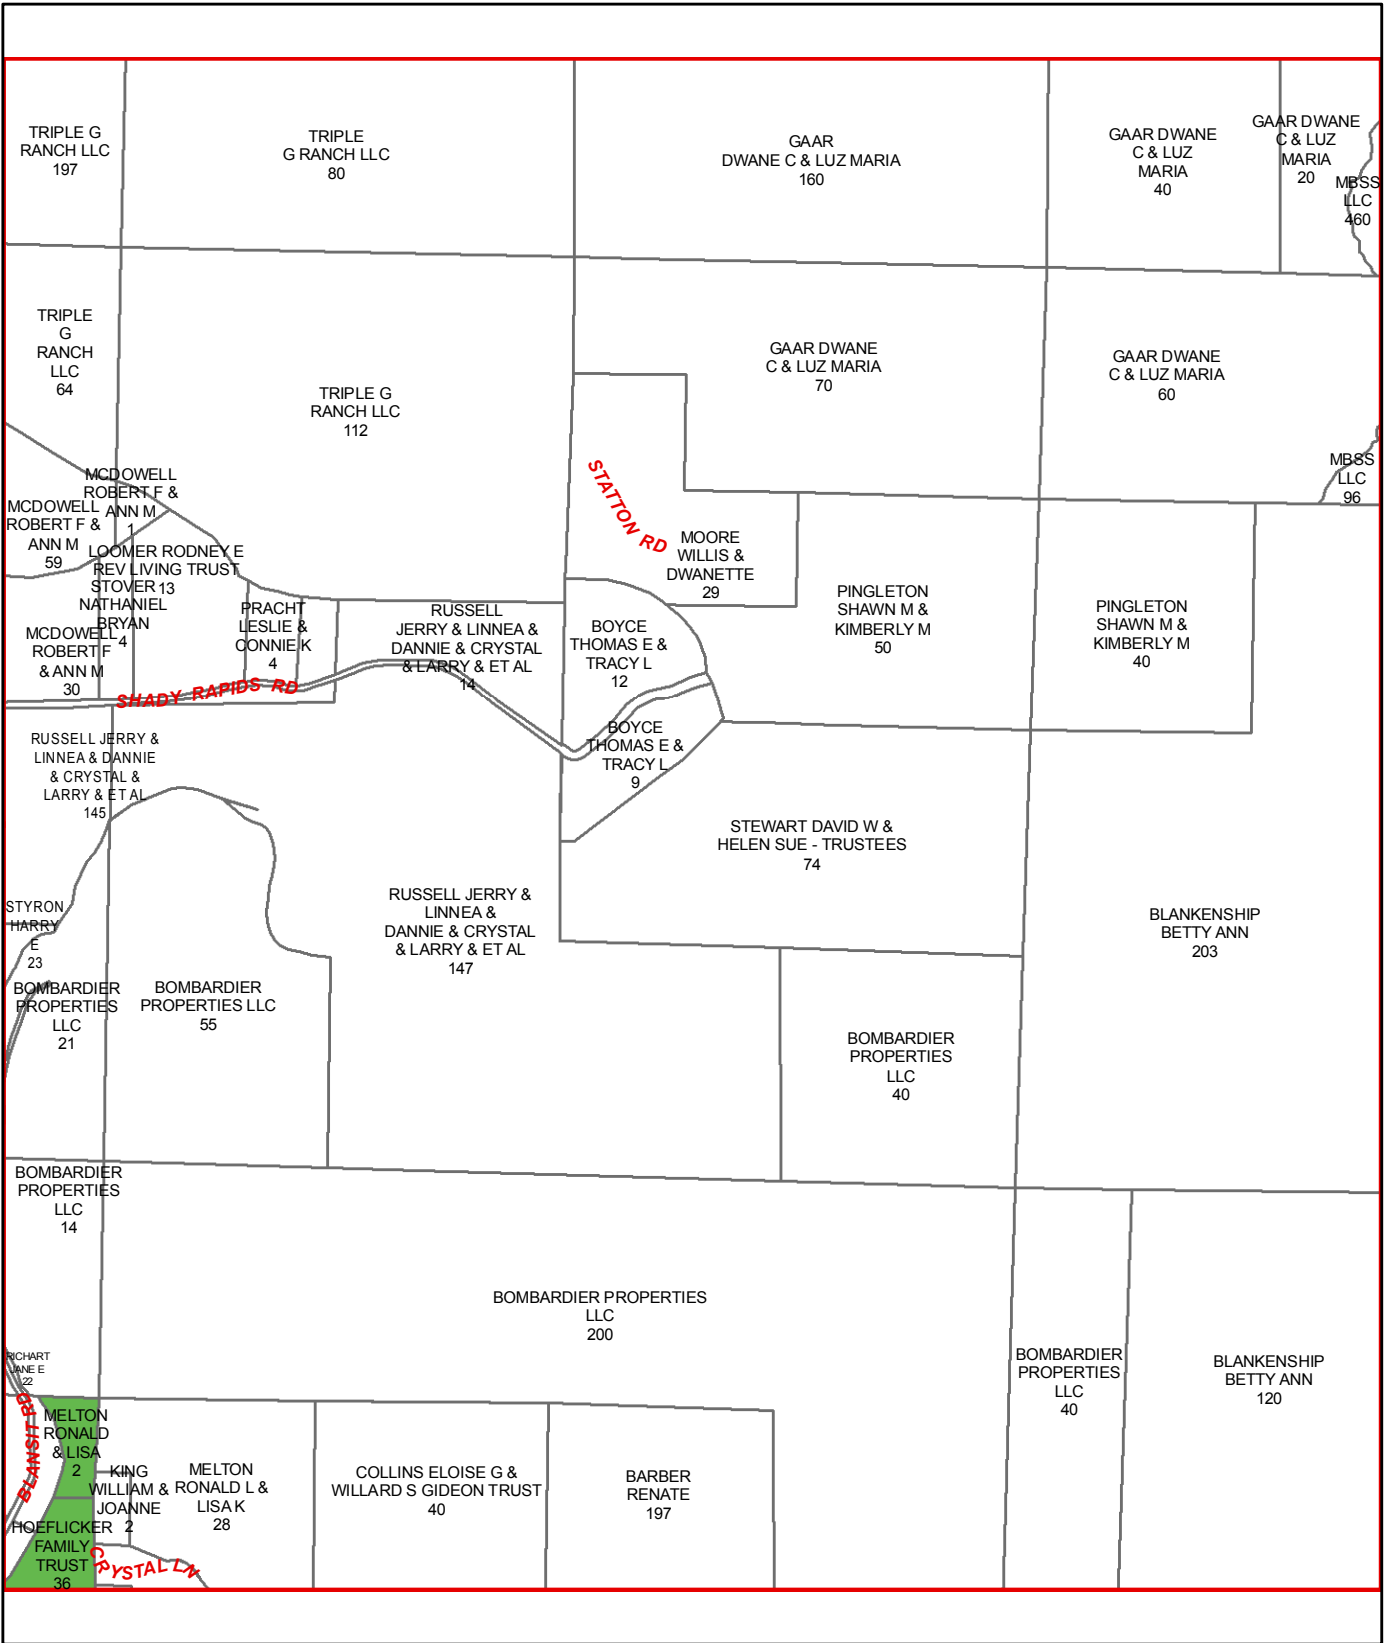 TRIPLE G
RANCH LLC
197
TRIPLE
G RANCH LLC
80
GAAR
DWANE C & LUZ MARIA
160
GAAR DWANE
C & LUZ
MARIA
40
GAAR DWANE
C & LUZ
MARIA
20
MBSS
LLC
460
TRIPLE
G
RANCH
LLC
64
TRIPLE G
RANCH LLC
112
GAAR DWANE
C & LUZ MARIA
70
GAAR DWANE
C & LUZ MARIA
60
MBSS
LLC
96
MCDOWELL
ROBERT F &
ANN M
1
MCDOWELL
ROBERT F &
ANN M
59
LOOMER RODNEY E
REV LIVING TRUST
13
STOVER
NATHANIEL
BRYAN
4
MCDOWELL
ROBERT F
& ANN M
30
PRACHT
LESLIE &
CONNIE K
4
RUSSELL
JERRY & LINNEA &
DANNIE & CRYSTAL
& LARRY & ET AL
14
STATTON RD
MOORE
WILLIS &
DWANETTE
29
BOYCE
THOMAS E &
TRACY L
12
PINGLETON
SHAWN M &
KIMBERLY M
50
PINGLETON
SHAWN M &
KIMBERLY M
40
SHADY RAPIDS RD
RUSSELL JERRY &
LINNEA & DANNIE
& CRYSTAL &
LARRY & ET AL
145
BOYCE
THOMAS E &
TRACY L
9
STEWART DAVID W &
HELEN SUE - TRUSTEES
74
RUSSELL JERRY &
LINNEA &
DANNIE & CRYSTAL
& LARRY & ET AL
147
BLANKENSHIP
BETTY ANN
203
STYRON
HARRY
E
23
BOMBARDIER
PROPERTIES
LLC
21
BOMBARDIER
PROPERTIES LLC
55
BOMBARDIER
PROPERTIES
LLC
40
BOMBARDIER
PROPERTIES
LLC
14
BOMBARDIER PROPERTIES
LLC
200
BOMBARDIER
PROPERTIES
LLC
40
BLANKENSHIP
BETTY ANN
120
RICHART
JANE E
22
BLANSIT RD
MELTON
RONALD
& LISA
2
KING
WILLIAM &
JOANNE
2
MELTON
RONALD L &
LISA K
28
COLLINS ELOISE G &
WILLARD S GIDEON TRUST
40
BARBER
RENATE
197
HOEFLICKER
FAMILY
TRUST
36
CRYSTAL LN